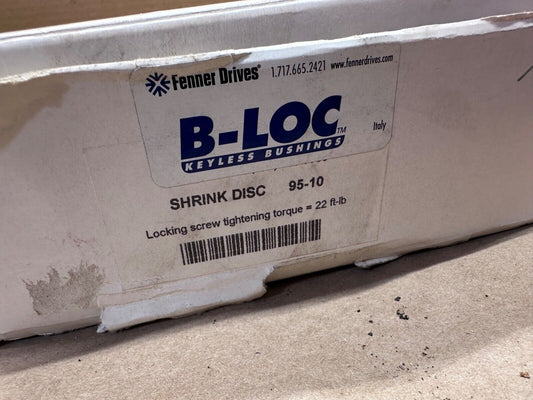 Fenner Drives® 1.717.665.2421 www.fennerdrives.com
B-LOC™
KEYLESS BUSHINGS
Italy
SHRINK DISC 95-10
Locking screw tightening torque = 22 ft-lb